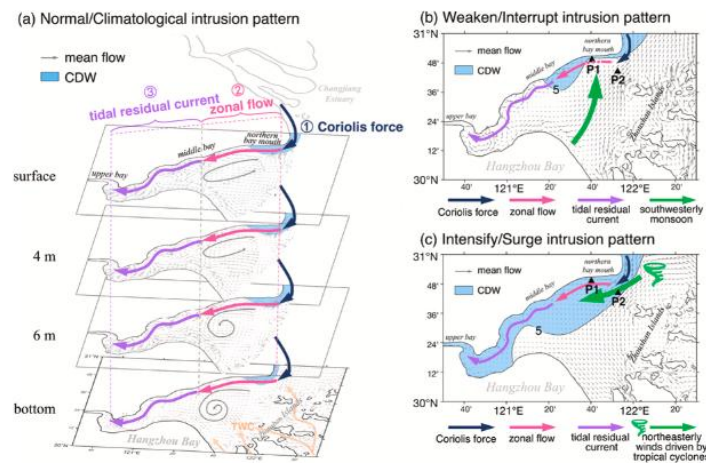 (a) Normal/Climatological intrusion pattern
mean flow
CDW
Changjiang
Estuary
③
②
tidal residual current
zonal flow
① Coriolis force
northern
bay mouth
middle bay
upper bay
surface
4 m
6 m
bottom
TWC
Hangzhou Bay
(b) Weaken/Interrupt intrusion pattern
31°N
mean flow
CDW
northern
bay mouth
middle bay
P1
P2
5
48'
36'
24'
12'
upper bay
Zhoushan Islands
Hangzhou Bay
30°N
40' 121°E 20' 40' 122°E 20'
Coriolis force
zonal flow
tidal residual
current
southwesterly
monsoon
(c) Intensify/Surge intrusion pattern
31°N
mean flow
CDW
northern
bay mouth
middle bay
P1
P2
5
48'
36'
24'
12'
upper bay
Zhoushan Islands
Hangzhou Bay
30°N
40' 121°E 20' 40' 122°E 20'
Coriolis force
zonal flow
tidal residual
current
northeasterly
winds driven by
tropical cyclones